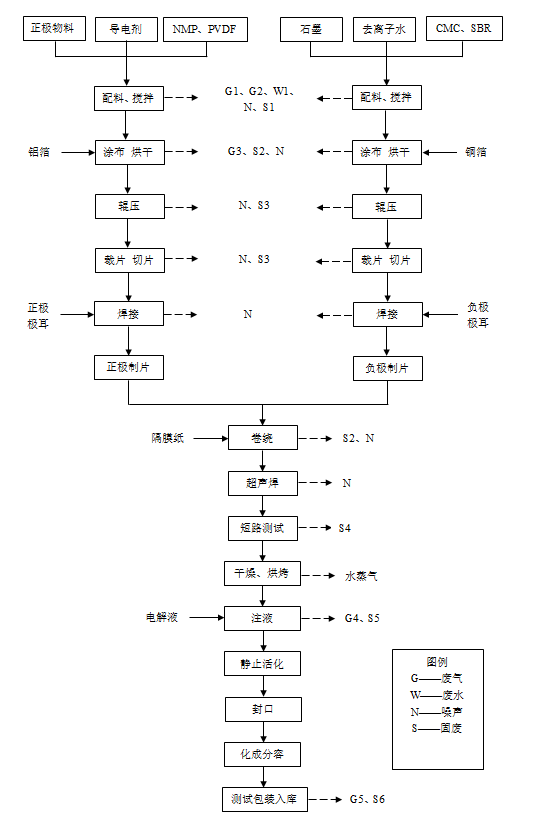 正极物料 导电剂 NMP、PVDF 石墨 去离子水 CMC、SBR
配料、搅拌 G1、G2、W1、 配料、搅拌
N、S1
铝箔 涂布 烘干 G3、S2、N 涂布 烘干 铜箔
辊压 N、S3 辊压
裁片 切片 N、S3 裁片 切片
正极 焊接 N 焊接 负极
极耳 极耳
正极制片 负极制片
隔膜纸 卷绕 S2、N
超声焊 N
短路测试 S4
干燥、烘烤 水蒸气
电解液 注液 G4、S5
静止活化
封口
化成分容
测试包装入库 G5、S6
图例
G——废气
W——废水
N——噪声
S——固废